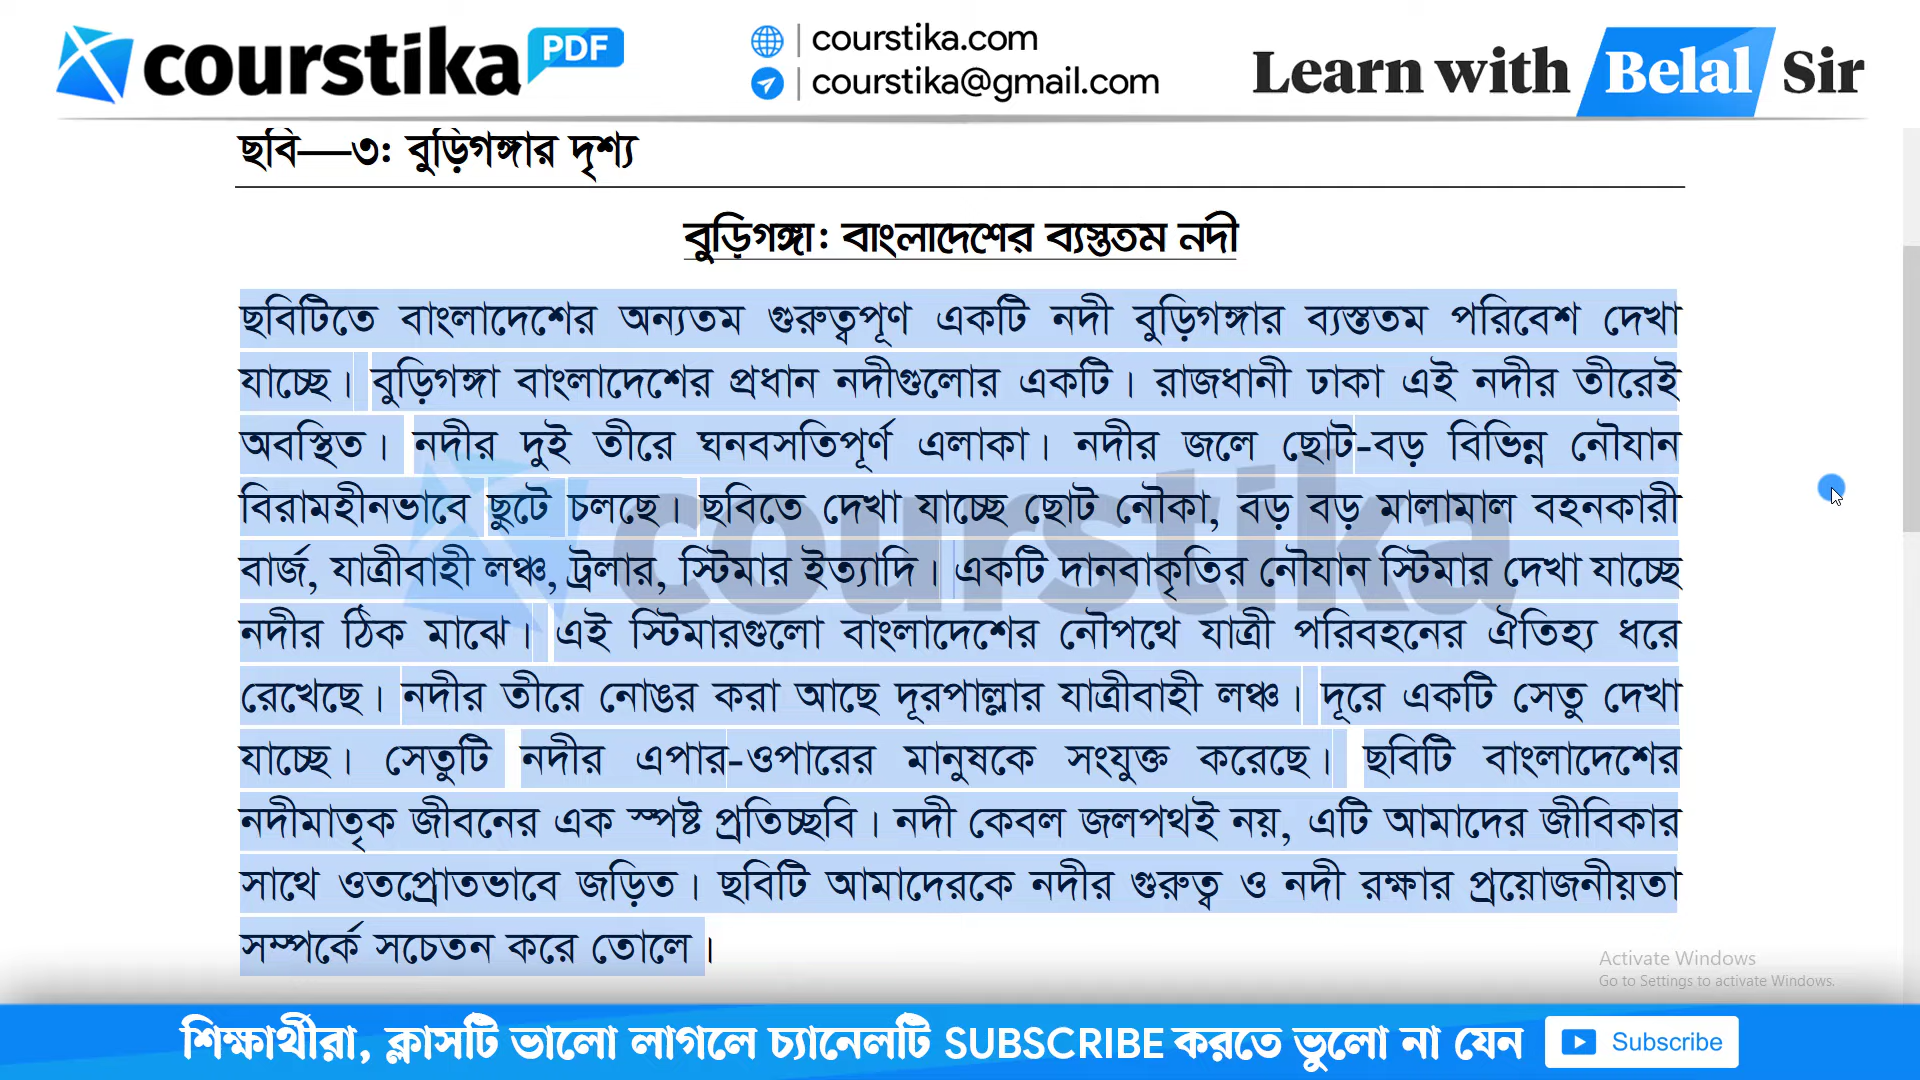 courstika PDF
courstika.com
courstika@gmail.com
Learn with Belal Sir
ছবি—৩: বুড়িগঙ্গার দৃশ্য
বুড়িগঙ্গা: বাংলাদেশের ব্যস্ততম নদী
ছবিটিতে বাংলাদেশের অন্যতম গুরুত্বপূণ একটি নদী বুড়িগঙ্গার ব্যস্ততম পরিবেশ দেখা
যাচ্ছে। বুড়িগঙ্গা বাংলাদেশের প্রধান নদীগুলোর একটি। রাজধানী ঢাকা এই নদীর তীরেই
অবস্থিত। নদীর দুই তীরে ঘনবসতিপূর্ণ এলাকা। নদীর জলে ছোট-বড় বিভিন্ন নৌযান
বিরামহীনভাবে ছুটে চলছে। ছবিতে দেখা যাচ্ছে ছোট নৌকা, বড় বড় মালামাল বহনকারী
বার্জ, যাত্রীবাহী লঞ্চ, ট্রলার, স্টিমার ইত্যাদি। একটি দানবাকৃতির নৌযান স্টিমার দেখা যাচ্ছে
নদীর ঠিক মাঝে। এই স্টিমারগুলো বাংলাদেশের নৌপথে যাত্রী পরিবহনের ঐতিহ্য ধরে
রেখেছে। নদীর তীরে নোঙর করা আছে দূরপাল্লার যাত্রীবাহী লঞ্চ। দূরে একটি সেতু দেখা
যাচ্ছে। সেতুটি নদীর এপার-ওপারের মানুষকে সংযুক্ত করেছে। ছবিটি বাংলাদেশের
নদীমাতৃক জীবনের এক স্পষ্ট প্রতিচ্ছবি। নদী কেবল জলপথই নয়, এটি আমাদের জীবিকার
সাথে ওতপ্রোতভাবে জড়িত। ছবিটি আমাদেরকে নদীর গুরুত্ব ও নদী রক্ষার প্রয়োজনীয়তা
সম্পর্কে সচেতন করে তোলে।
courstika
Activate Windows
Go to Settings to activate Windows.
শিক্ষার্থীরা, ক্লাসটি ভালো লাগলে চ্যানেলটি SUBSCRIBE করতে ভুলো না যেন
Subscribe